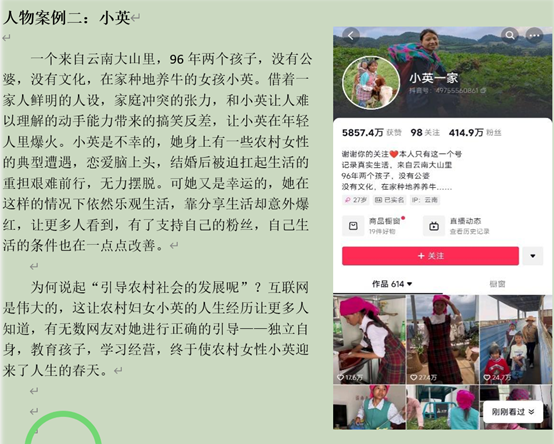 人物案例二：小英
一个来自云南大山里，96 年两个孩子，没有公
婆，没有文化，在家种地养牛的女孩小英。借着一
家人鲜明的人设，家庭冲突的张力，和小英让人难
以理解的动手能力带来的搞笑反差，让小英在年轻
人里爆火。小英是不幸的，她身上有一些农村女性
的典型遭遇，恋爱脑上头，结婚后被迫扛起生活的
重担艰难前行，无力摆脱。可她又是幸运的，她在
这样的情况下依然乐观生活，靠分享生活却意外爆
红，让更多人看到，有了支持自己的粉丝，自己生
活的条件也在一点点改善。
为何说起“引导农村社会的发展呢”？互联网
是伟大的，这让农村妇女小英的人生经历让更多人
知道，有无数网友对她进行正确的引导——独立自
身，教育孩子，学习经营，终于使农村女性小英迎
来了人生的春天。
小英一家
抖音号：49755560861
5857.4万 获赞 98 关注 414.9万 粉丝
谢谢你的关注❤本人只有这一个号
记录真实生活，来自云南大山里
96年两个孩子，没有公婆
没有文化，在家种地养养牛……
♀ 27岁 已实名 IP：云南
商品橱窗 直播动态
19件好物 查看历史记录
+ 关注
作品 614 ▼ 橱窗
17.6万 27.4万 24.7万
刚刚看过